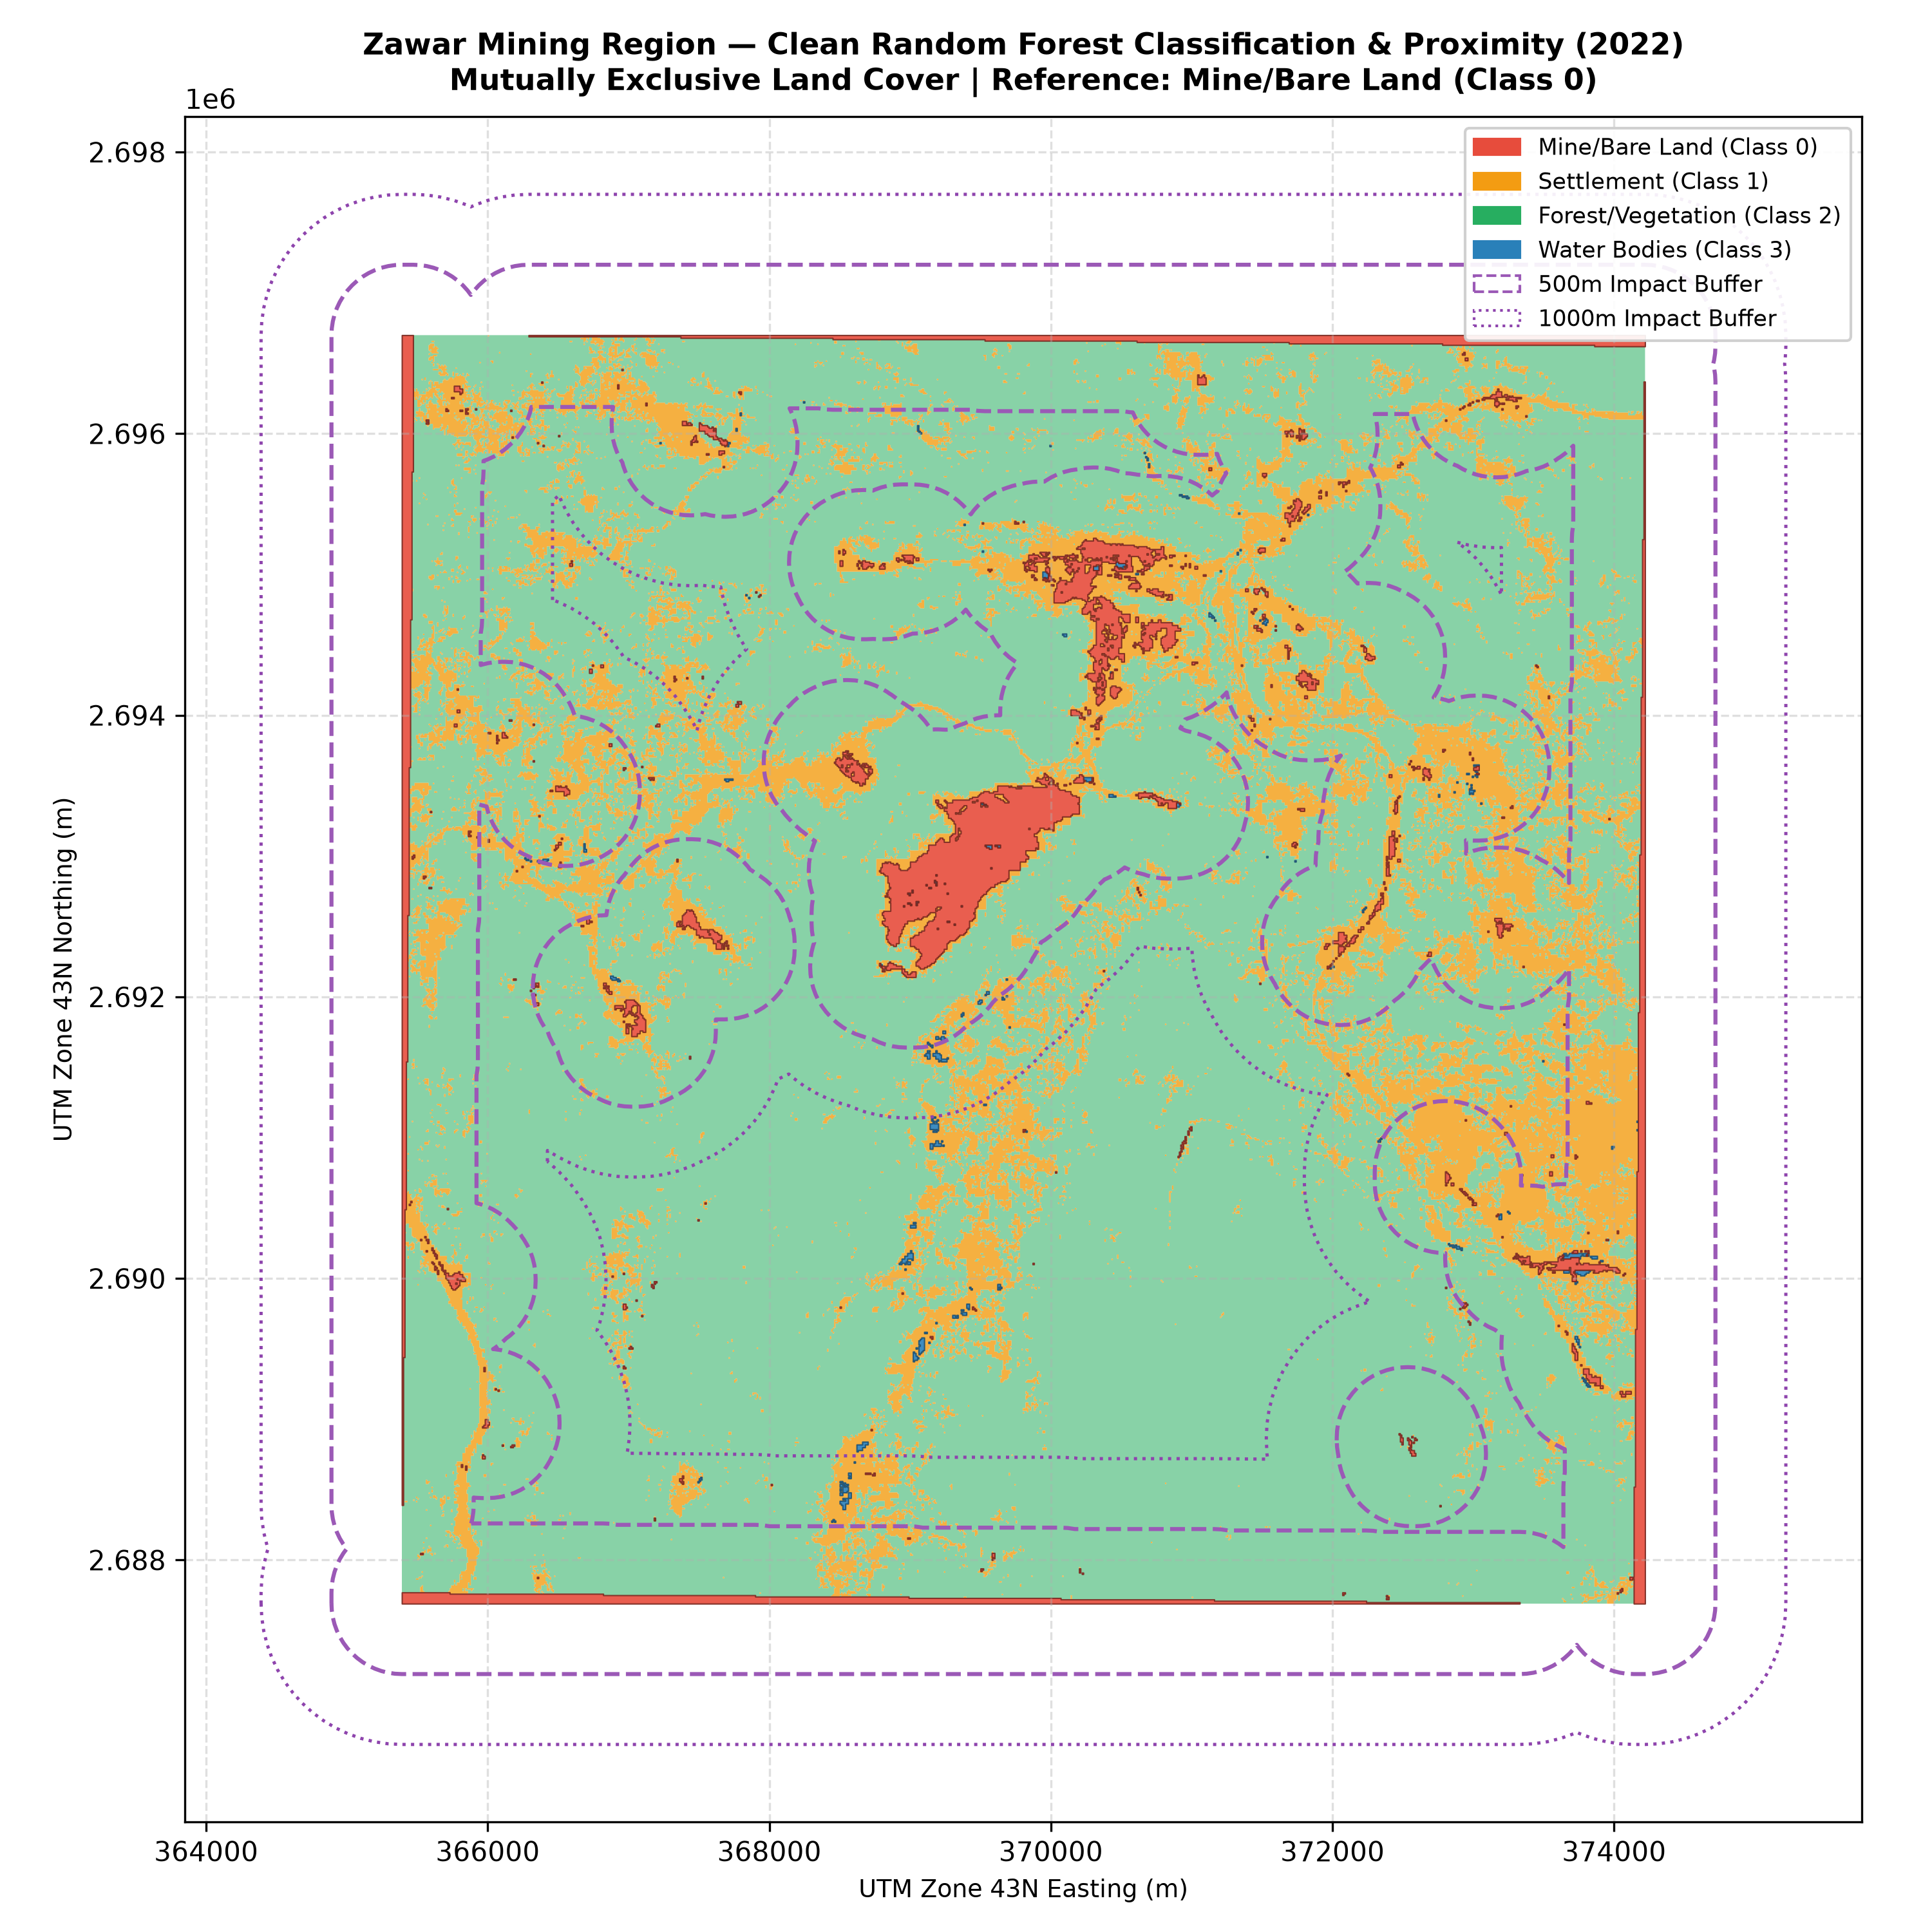 Zawar Mining Region — Clean Random Forest Classification & Proximity (2022)
Mutually Exclusive Land Cover | Reference: Mine/Bare Land (Class 0)
1e6
Mine/Bare Land (Class 0)
Settlement (Class 1)
Forest/Vegetation (Class 2)
Water Bodies (Class 3)
500m Impact Buffer
1000m Impact Buffer
2.698
2.696
2.694
2.692
2.690
2.688
UTM Zone 43N Northing (m)
364000
366000
368000
370000
372000
374000
UTM Zone 43N Easting (m)